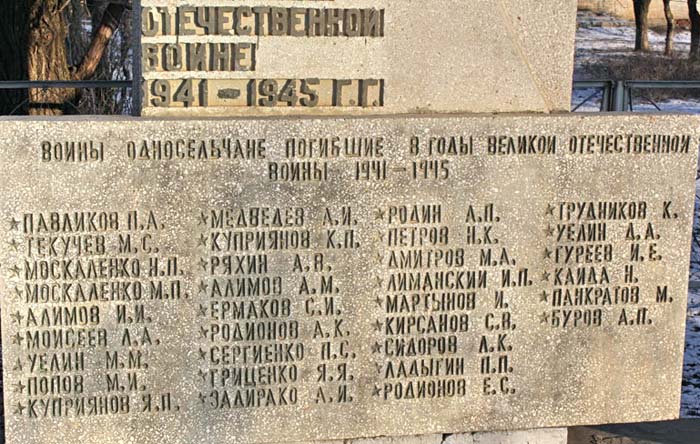 ОТЕЧЕСТВЕННОЙ
ВОЙНЕ
1941 - 1945 Г.Г.
ВОИНЫ ОДНОСЕЛЬЧАНЕ ПОГИБШИЕ В ГОДЫ ВЕЛИКОЙ ОТЕЧЕСТВЕННОЙ
ВОЙНЫ 1941 - 1945
★ПАВЛИКОВ П.А.
★ТЕКУЧЕВ М.С.
★МОСКАЛЕНКО Н.П.
★МОСКАЛЕНКО М.П.
★АЛИМОВ И.И.
★МОИСЕЕВ Л.А.
★УЕЛИН М.М.
★ПОПОВ М.И.
★КУПРИЯНОВ Я.П.
★МЕДВЕДЕВ А.И.
★КУПРИЯНОВ К.П.
★РЯХИН А.В.
★АЛИМОВ А.М.
★ЕРМАКОВ С.И.
★РОДИОНОВ А.К.
★СЕРГИЕНКО П.С.
★ГРИЦЕНКО Я.Я.
★ЗАДИРАКО А.И.
★РОДИН А.П.
★ПЕТРОВ Н.К.
★ДМИТРОВ М.А.
★ЛИМАНСКИЙ И.П.
★МАРТЫНОВ И.
★КИРСАНОВ С.В.
★СИДОРОВ Л.К.
★ЛАДЫГИН П.П.
★РОДИОНОВ Е.С.
★ТРУДНИКОВ К.
★УЕЛИН Д.А.
★ГУРЕЕВ И.Е.
★КАИДА Н.
★ПАНКРАТОВ М.
★БУРОВ А.П.